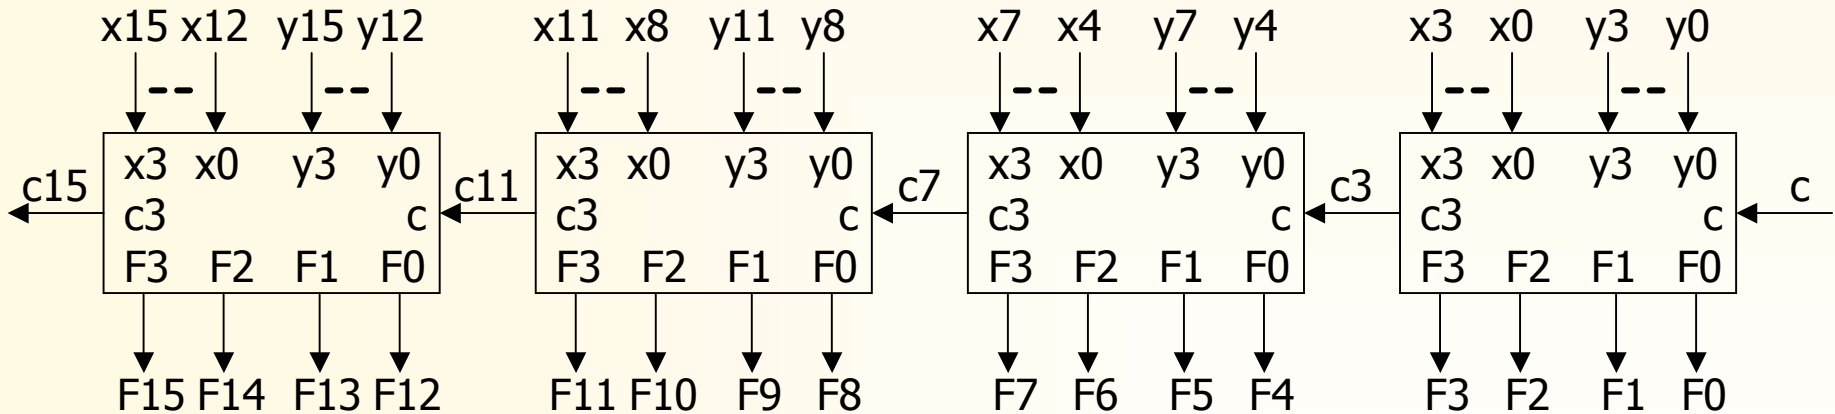 x15 x12 y15 y12 x11 x8 y11 y8 x7 x4 y7 y4 x3 x0 y3 y0
-- -- -- -- -- -- -- --
x3 x0 y3 y0 x3 x0 y3 y0 x3 x0 y3 y0 x3 x0 y3 y0
c15 c11 c7 c3 c
c3 c c3 c c3 c c3 c
F3 F2 F1 F0 F3 F2 F1 F0 F3 F2 F1 F0 F3 F2 F1 F0
F15 F14 F13 F12 F11 F10 F9 F8 F7 F6 F5 F4 F3 F2 F1 F0